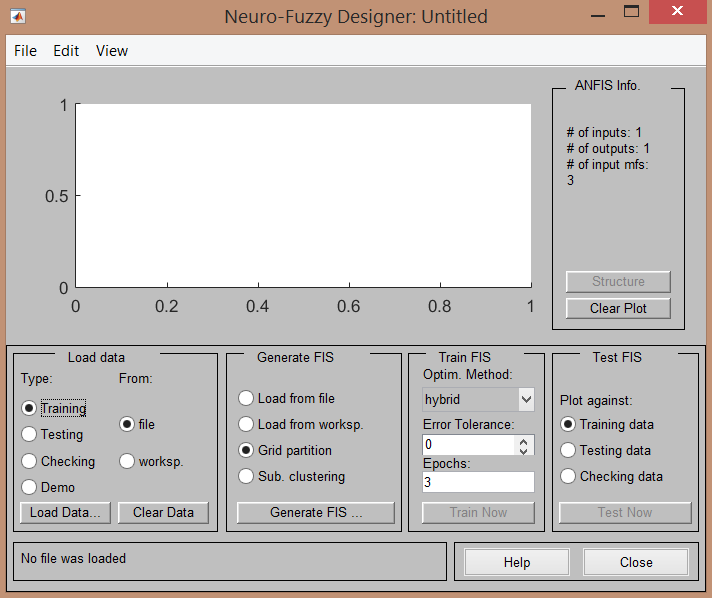 Neuro-Fuzzy Designer: Untitled
File Edit View
1
0.5
0
0 0.2 0.4 0.6 0.8 1
ANFIS Info.
# of inputs: 1
# of outputs: 1
# of input mfs:
3
Structure
Clear Plot
Load data
Type: From:
Training
file
Testing
Checking worksp.
Demo
Load Data... Clear Data
Generate FIS
Load from file
Load from worksp.
Grid partition
Sub. clustering
Generate FIS ...
Train FIS
Optim. Method:
hybrid
Error Tolerance:
0
Epochs:
3
Train Now
Test FIS
Plot against:
Training data
Testing data
Checking data
Test Now
No file was loaded
Help Close